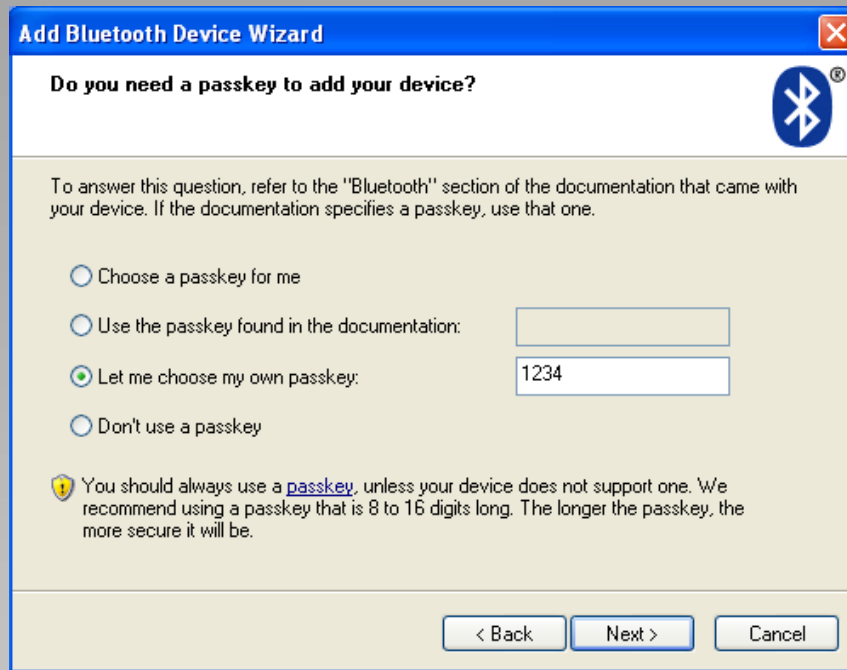 Add Bluetooth Device Wizard
Do you need a passkey to add your device?
®
To answer this question, refer to the "Bluetooth" section of the documentation that came with
your device. If the documentation specifies a passkey, use that one.
Choose a passkey for me
Use the passkey found in the documentation:
Let me choose my own passkey: 1234
Don't use a passkey
You should always use a passkey, unless your device does not support one. We
recommend using a passkey that is 8 to 16 digits long. The longer the passkey, the
more secure it will be.
< Back Next > Cancel